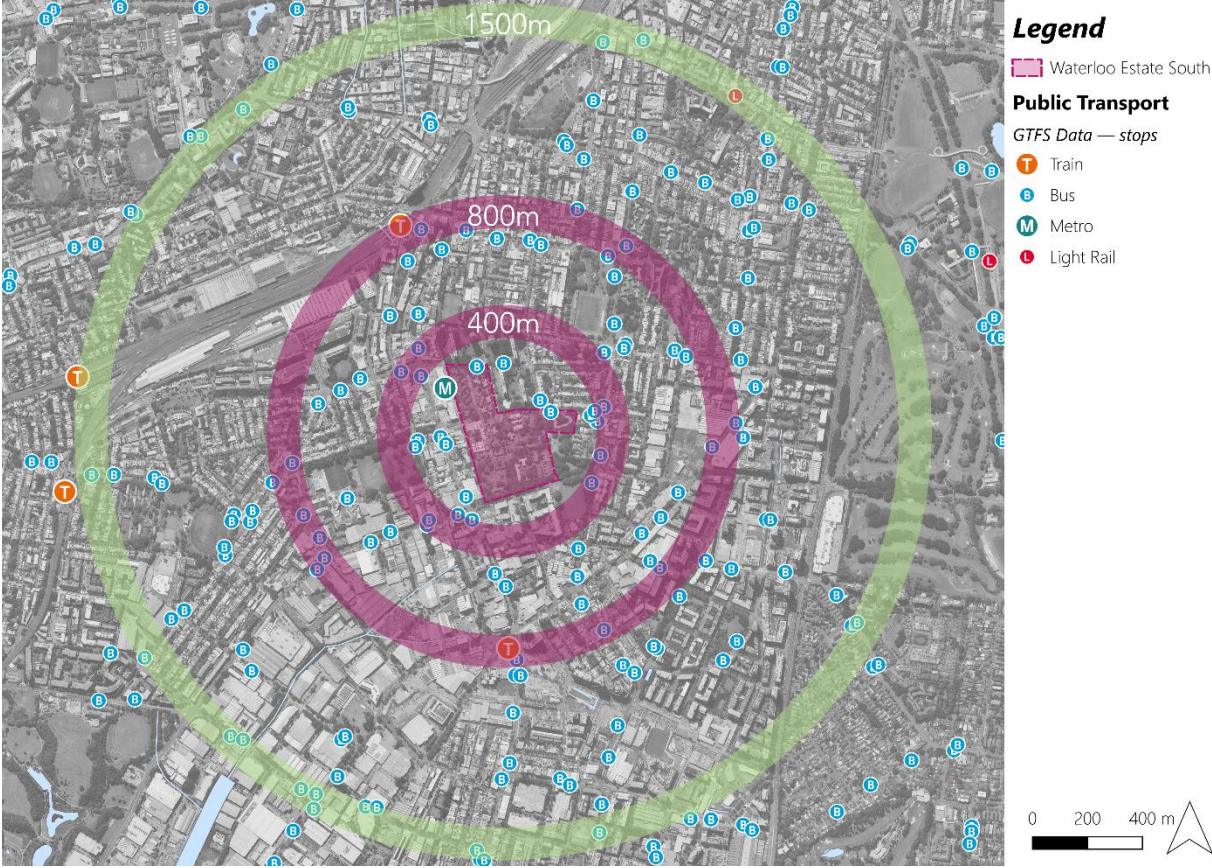 1500m
800m
400m
Legend
Waterloo Estate South
Public Transport
GTFS Data — stops
T Train
B Bus
M Metro
L Light Rail
0 200 400 m